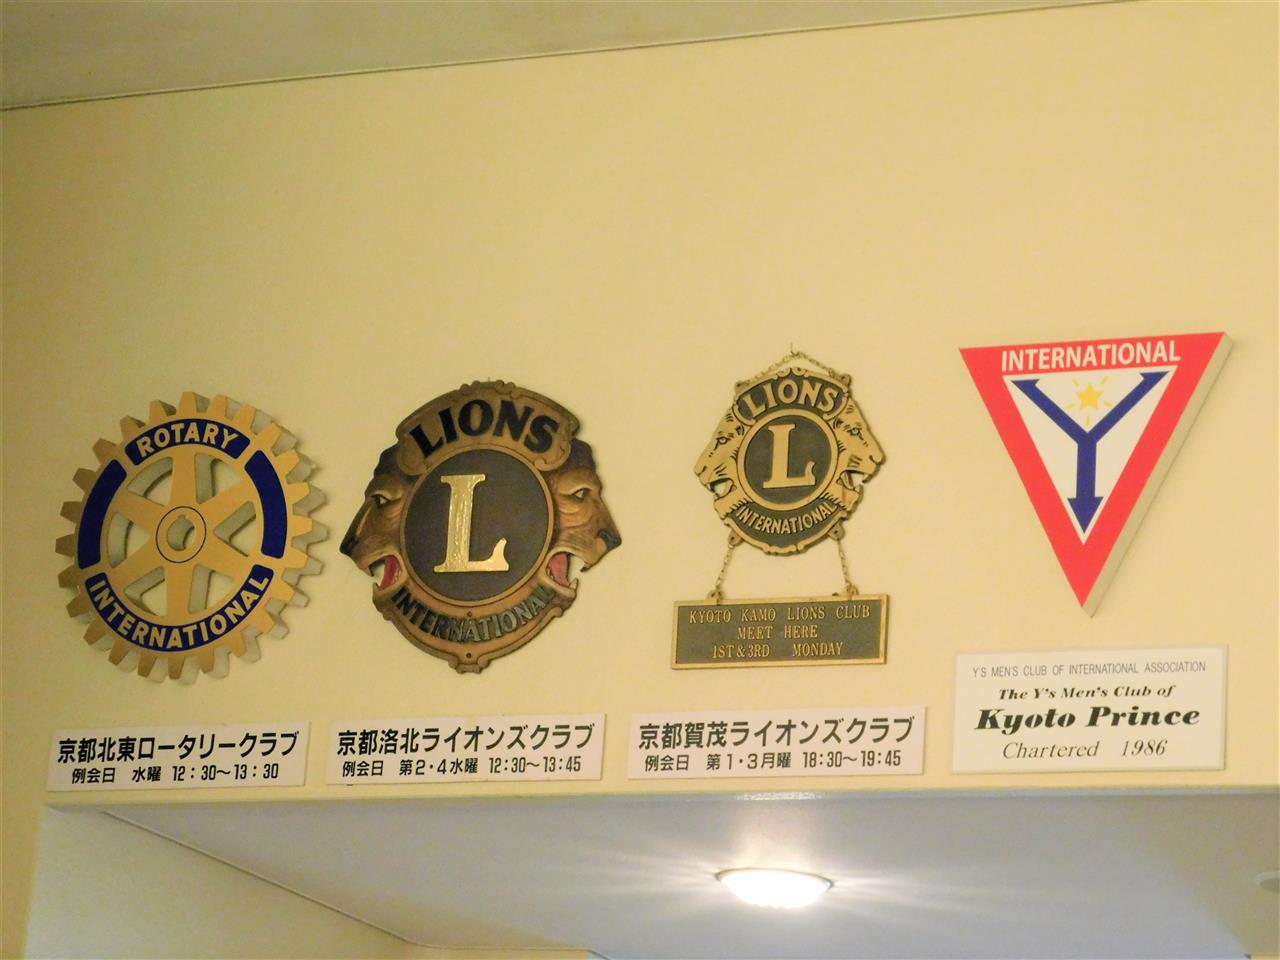 ROTARY
INTERNATIONAL
京都北東ロータリークラブ
例会日 水曜 12:30～13:30
LIONS
L
INTERNATIONAL
京都洛北ライオンズクラブ
例会日 第2・4水曜 12:30～13:45
LIONS
L
INTERNATIONAL
KYOTO KAMO LIONS CLUB
MEET HERE
1ST & 3RD MONDAY
京都賀茂ライオンズクラブ
例会日 第1・3月曜 18:30～19:45
INTERNATIONAL
Y
Y'S MEN'S CLUB OF INTERNATIONAL ASSOCIATION
The Y's Men's Club of
Kyoto Prince
Chartered 1986